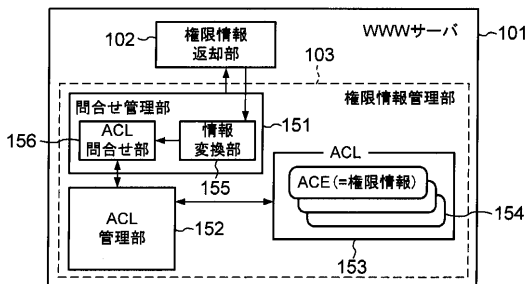 WWWサーバ
101
102
権限情報
返却部
103
権限情報管理部
問合せ管理部
151
156
ACL
問合せ部
情報
変換部
155
ACL
ACE(=権限情報)
154
153
ACL
管理部
152